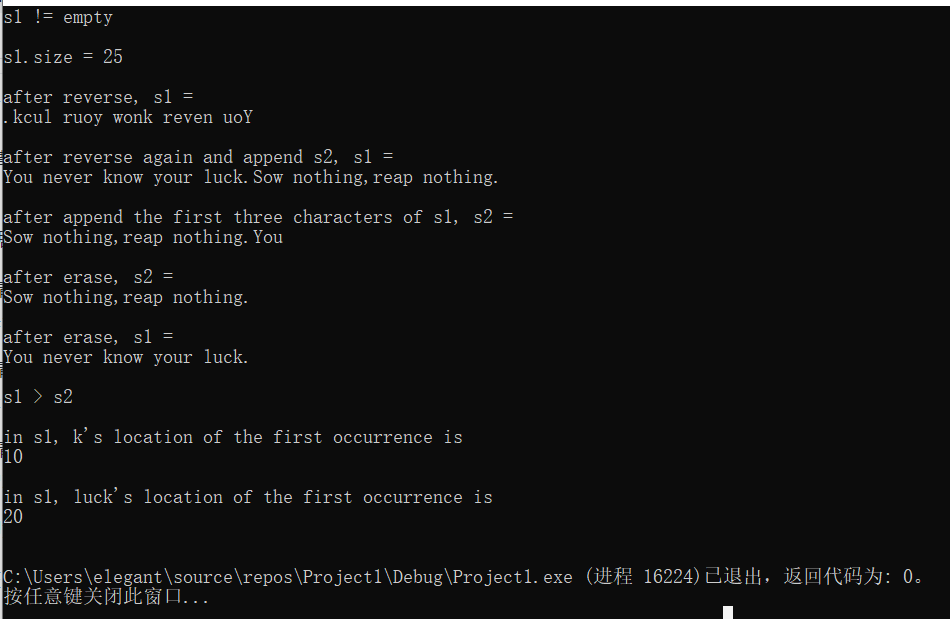 s1 != empty
s1.size = 25
after reverse, s1 =
.kcul ruoy wonk reven uoY
after reverse again and append s2, s1 =
You never know your luck.Sow nothing,reap nothing.
after append the first three characters of s1, s2 =
Sow nothing,reap nothing.You
after erase, s2 =
Sow nothing,reap nothing.
after erase, s1 =
You never know your luck.
s1 > s2
in s1, k's location of the first occurrence is
10
in s1, luck's location of the first occurrence is
20
C:\Users\elegant\source\repos\Project1\Debug\Project1.exe (进程 16224)已退出，返回代码为: 0。
按任意键关闭此窗口...